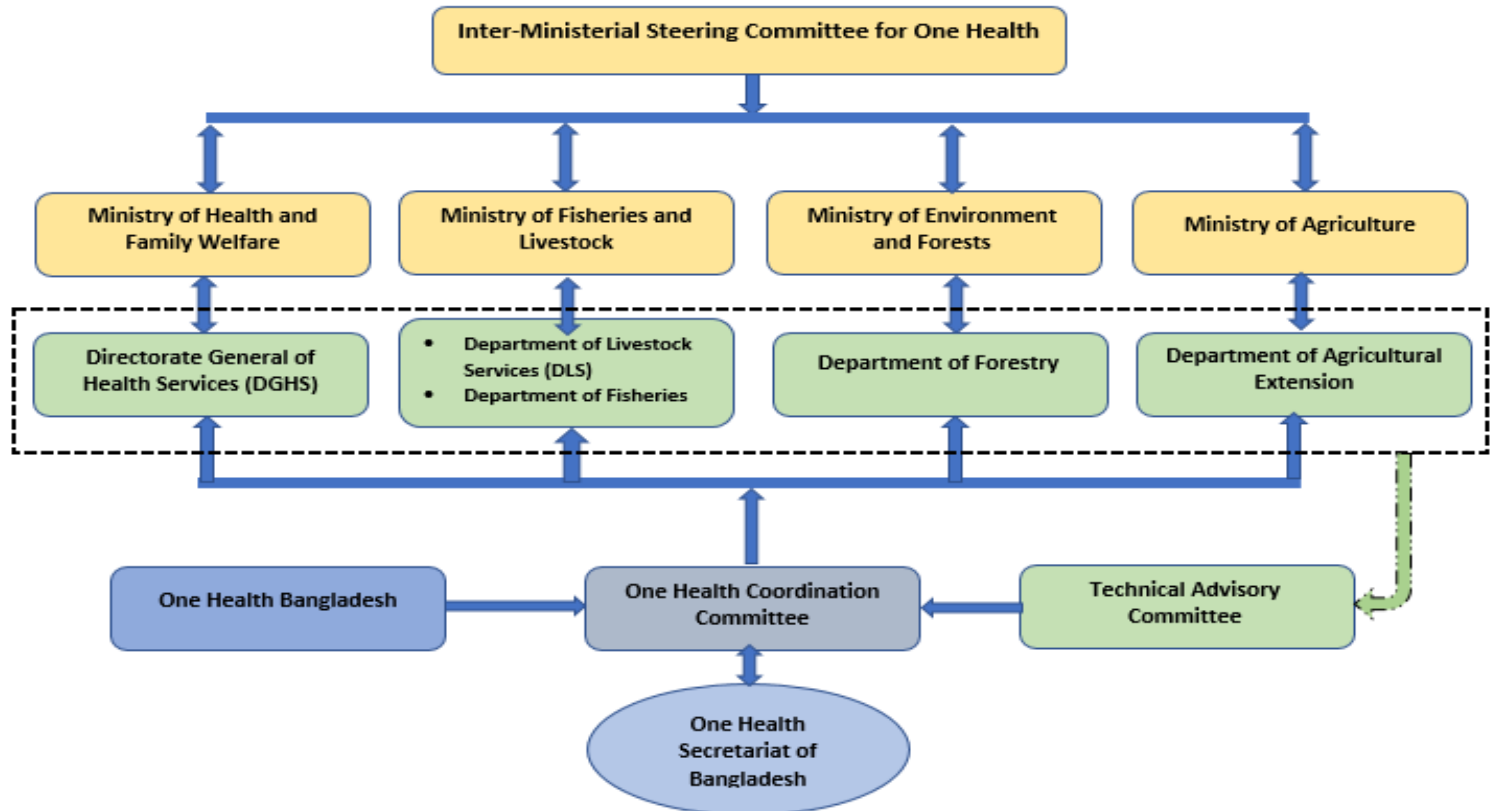 Inter-Ministerial Steering Committee for One Health
Ministry of Health and
Family Welfare
Ministry of Fisheries and
Livestock
Ministry of Environment
and Forests
Ministry of Agriculture
Directorate General of
Health Services (DGHS)
• Department of Livestock
Services (DLS)
• Department of Fisheries
Department of Forestry
Department of Agricultural
Extension
One Health Bangladesh
One Health Coordination
Committee
Technical Advisory
Committee
One Health
Secretariat of
Bangladesh